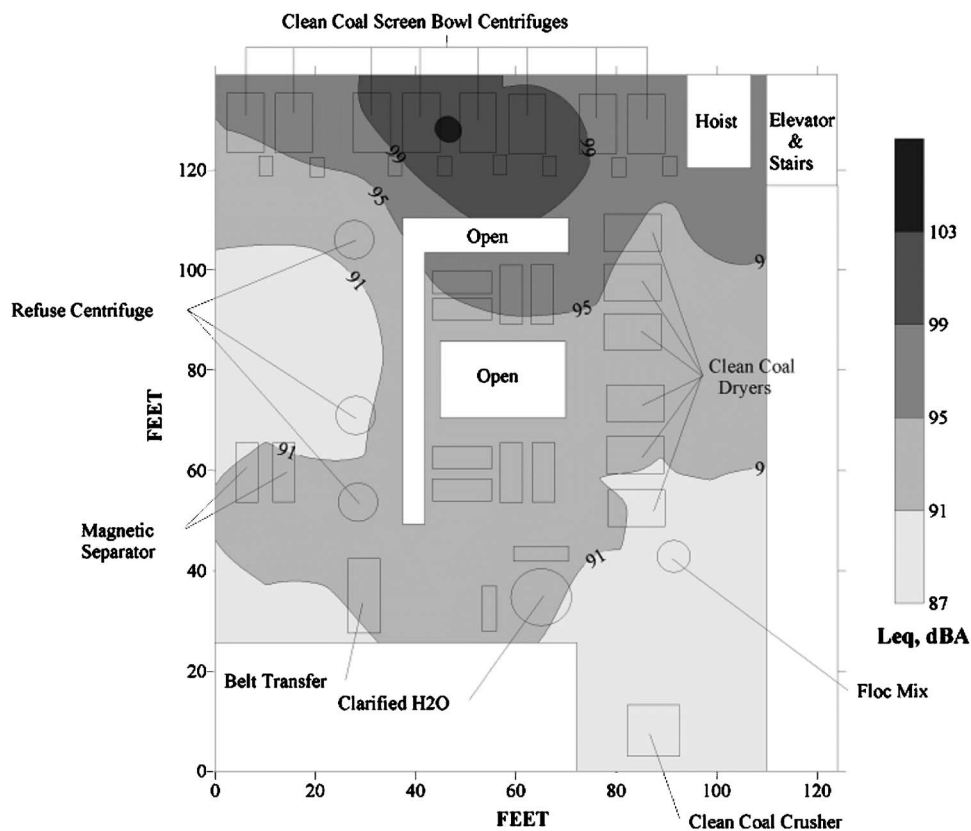 Clean Coal Screen Bowl Centrifuges
Hoist
Elevator
&
Stairs
99
99
95
120
103
Open
100
91
9
Refuse Centrifuge
95
99
80
Open
Clean Coal
Dryers
FEET
95
60
91
9
Magnetic
Separator
91
40
91
87
Leq, dBA
20
Belt Transfer
Clarified H2O
Floc Mix
0
0
20
40
60
80
100
120
FEET
Clean Coal Crusher